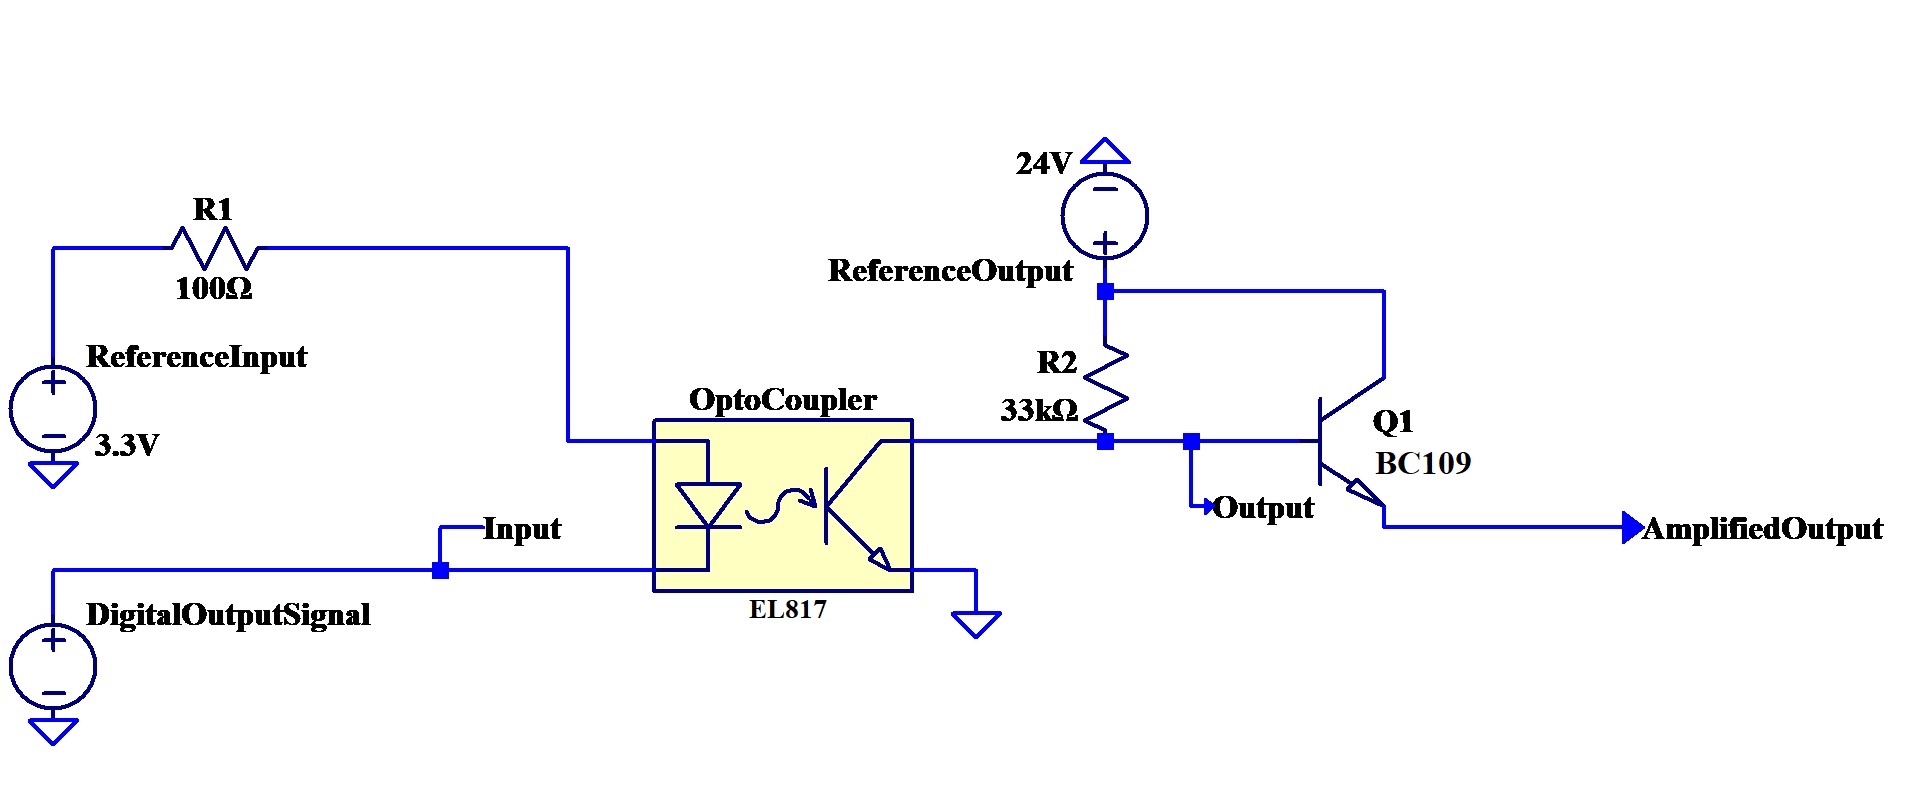 24V
R1
100Ω
ReferenceOutput
ReferenceInput
3.3V
R2
33kΩ
OptoCoupler
Q1
BC109
Input
Output
AmplifiedOutput
DigitalOutputSignal
EL817